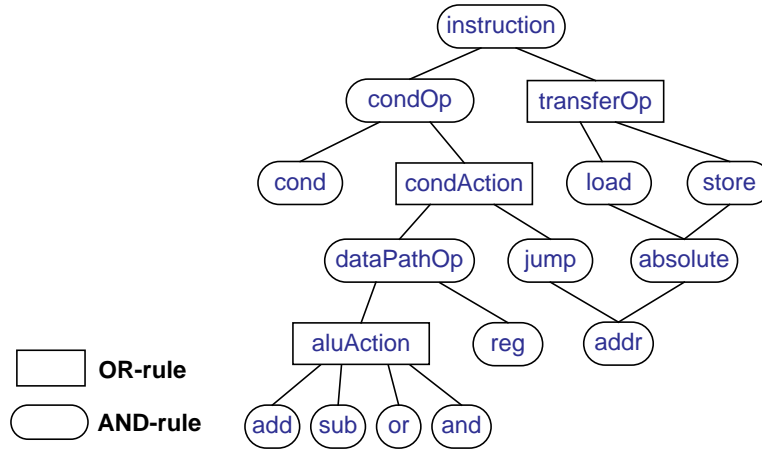 instruction
condOp
transferOp
cond
condAction
load
store
dataPathOp
jump
absolute
aluAction
reg
addr
OR-rule
add
sub
or
and
AND-rule